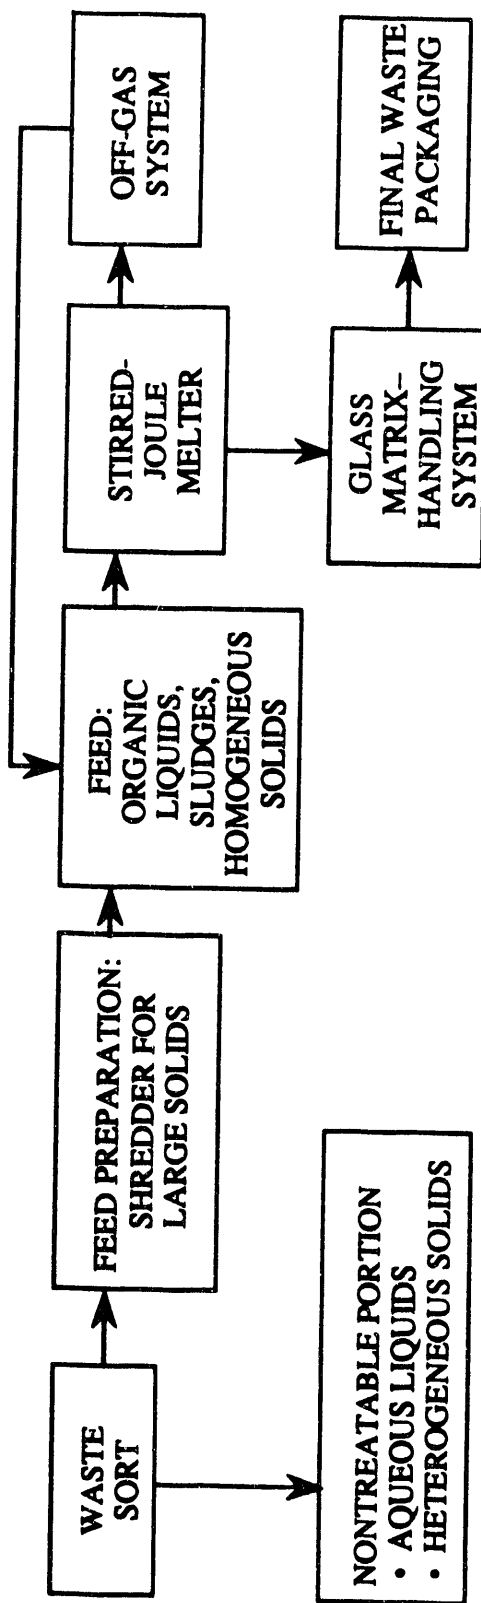 WASTE
SORT
NONTREATABLE PORTION
• AQUEOUS LIQUIDS
• HETEROGENEOUS SOLIDS
FEED PREPARATION:
SHREDDER FOR
LARGE SOLIDS
FEED:
ORGANIC
LIQUIDS,
SLUDGES,
HOMOGENEOUS
SOLIDS
STIRRED-
JOULE
MELTER
OFF-GAS
SYSTEM
GLASS
MATRIX–
HANDLING
SYSTEM
FINAL WASTE
PACKAGING